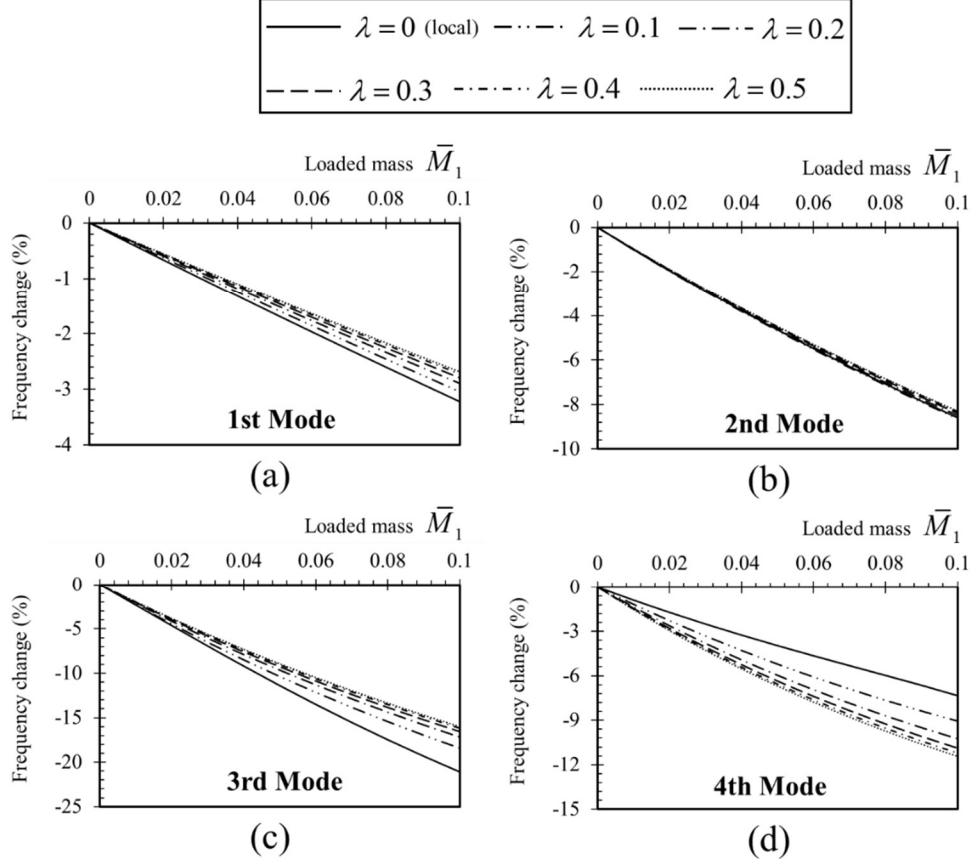 λ = 0 (local) λ = 0.1 λ = 0.2
λ = 0.3 λ = 0.4 λ = 0.5
Loaded mass M̄₁
0 0.02 0.04 0.06 0.08 0.1
0
-1
-2
-3
-4
Frequency change (%)
1st Mode
(a)
Loaded mass M̄₁
0 0.02 0.04 0.06 0.08 0.1
0
-2
-4
-6
-8
-10
Frequency change (%)
2nd Mode
(b)
Loaded mass M̄₁
0 0.02 0.04 0.06 0.08 0.1
0
-5
-10
-15
-20
-25
Frequency change (%)
3rd Mode
(c)
Loaded mass M̄₁
0 0.02 0.04 0.06 0.08 0.1
0
-3
-6
-9
-12
-15
Frequency change (%)
4th Mode
(d)